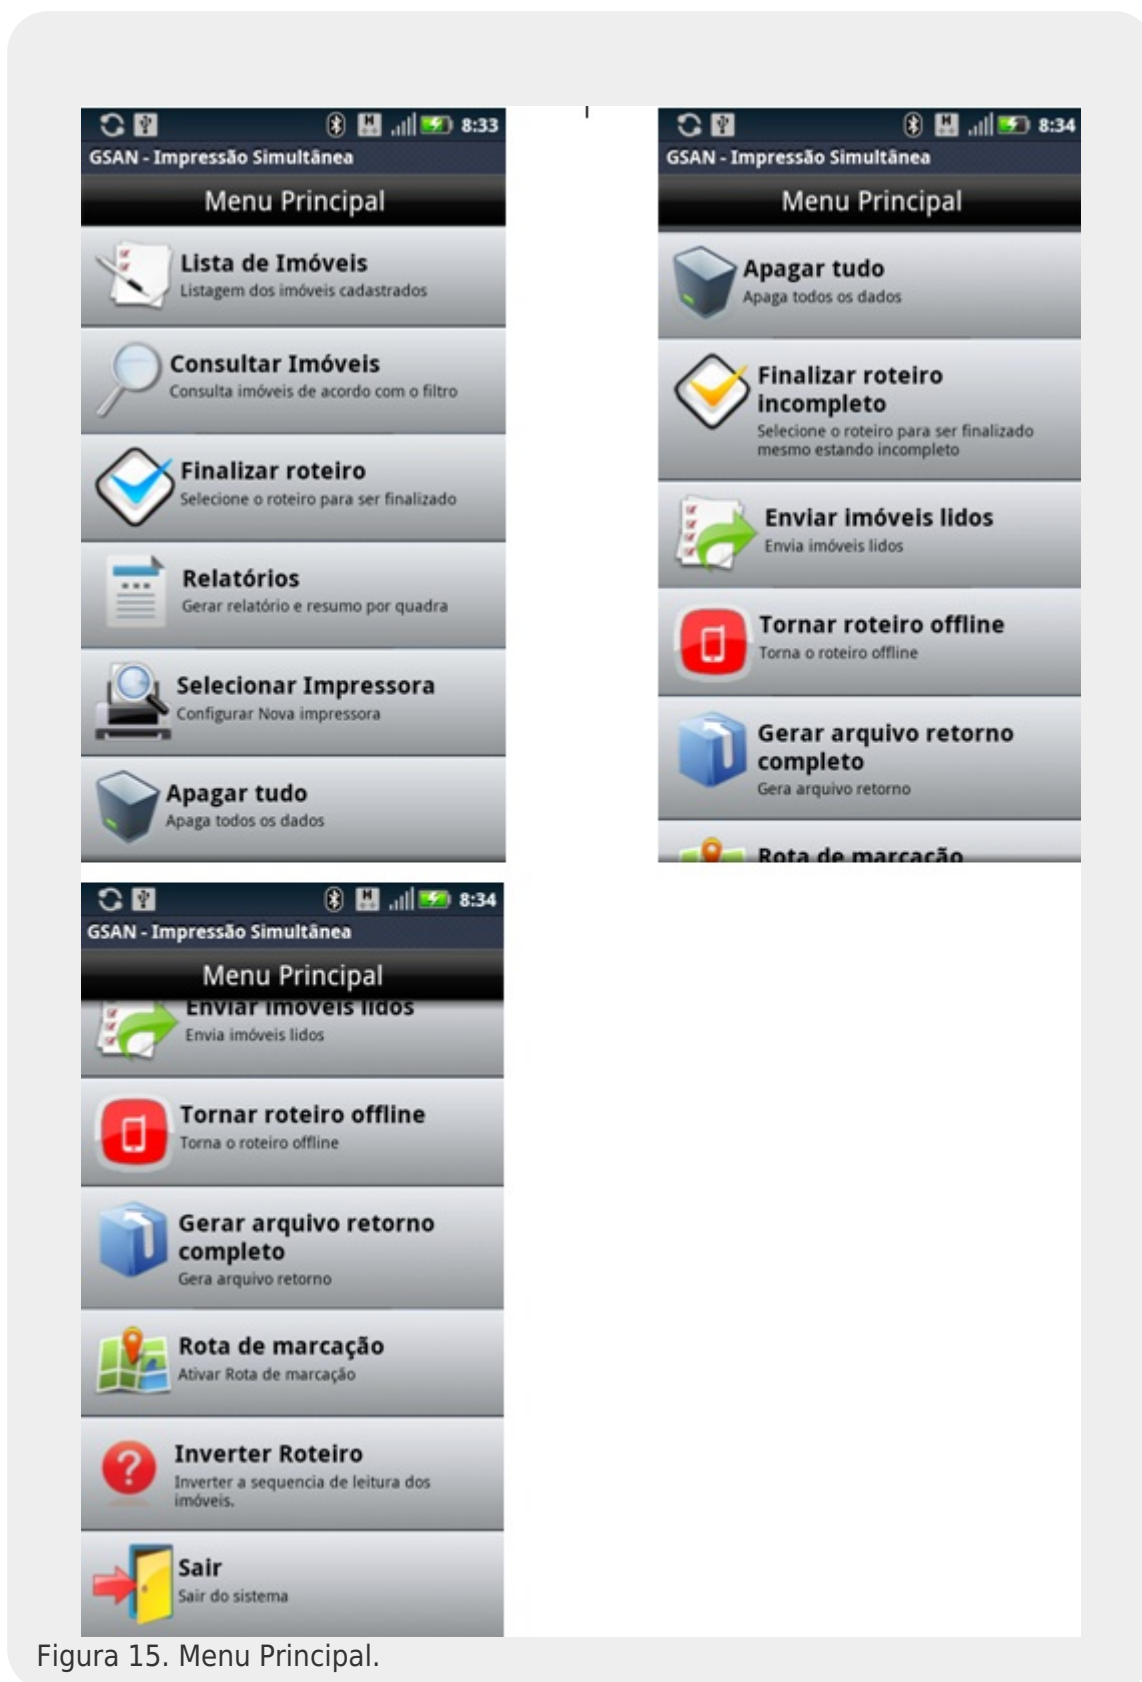 8:33
GSAN - Impressão Simultânea
Menu Principal
Lista de Imóveis
Listagem dos imóveis cadastrados
Consultar Imóveis
Consulta imóveis de acordo com o filtro
Finalizar roteiro
Selecione o roteiro para ser finalizado
Relatórios
Gerar relatório e resumo por quadra
Selecionar Impressora
Configurar Nova impressora
Apagar tudo
Apaga todos os dados
8:34
GSAN - Impressão Simultânea
Menu Principal
Apagar tudo
Apaga todos os dados
Finalizar roteiro
incompleto
Selecione o roteiro para ser finalizado
mesmo estando incompleto
Enviar imóveis lidos
Envia imóveis lidos
Tornar roteiro offline
Torna o roteiro offline
Gerar arquivo retorno
completo
Gera arquivo retorno
Rota de marcação
8:34
GSAN - Impressão Simultânea
Menu Principal
Enviar imóveis lidos
Envia imóveis lidos
Tornar roteiro offline
Torna o roteiro offline
Gerar arquivo retorno
completo
Gera arquivo retorno
Rota de marcação
Ativar Rota de marcação
Inverter Roteiro
Inverter a sequencia de leitura dos
imóveis.
Sair
Sair do sistema
Figura 15. Menu Principal.